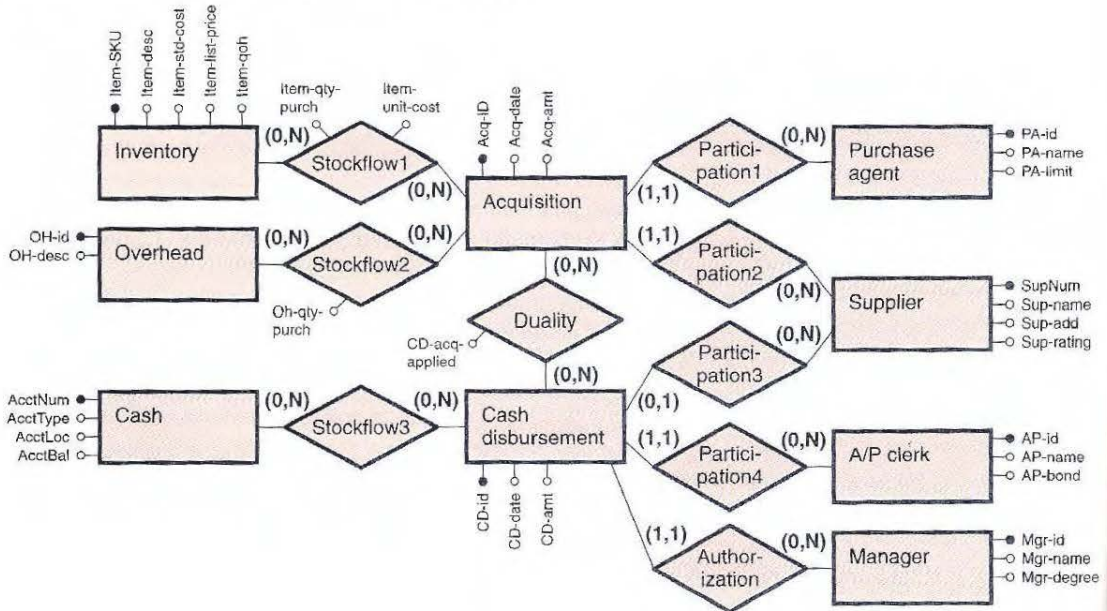 Item-SKU
Item-desc
Item-std-cost
Item-list-price
Item-qoh
Item-qty-
purch
Item-
unit-cost
(0,N)
Inventory
Stockflow1
(0,N)
Acq-ID
Acq-date
Acq-amt
Acquisition
(1,1)
Partici-
pation1
(0,N)
Purchase
agent
PA-id
PA-name
PA-limit
OH-id
OH-desc
Overhead
(0,N)
Stockflow2
(0,N)
Oh-qty-
purch
(1,1)
Partici-
pation2
(0,N)
Supplier
SupNum
Sup-name
Sup-add
Sup-rating
(0,N)
Duality
CD-acq-
applied
(0,N)
Partici-
pation3
(0,N)
(0,1)
AcctNum
AcctType
AcctLoc
AcctBal
Cash
(0,N)
Stockflow3
(0,N)
Cash
disbursement
CD-id
CD-date
CD-amt
(1,1)
Partici-
pation4
(0,N)
A/P clerk
AP-id
AP-name
AP-bond
(1,1)
Author-
ization
(0,N)
Manager
Mgr-id
Mgr-name
Mgr-degree